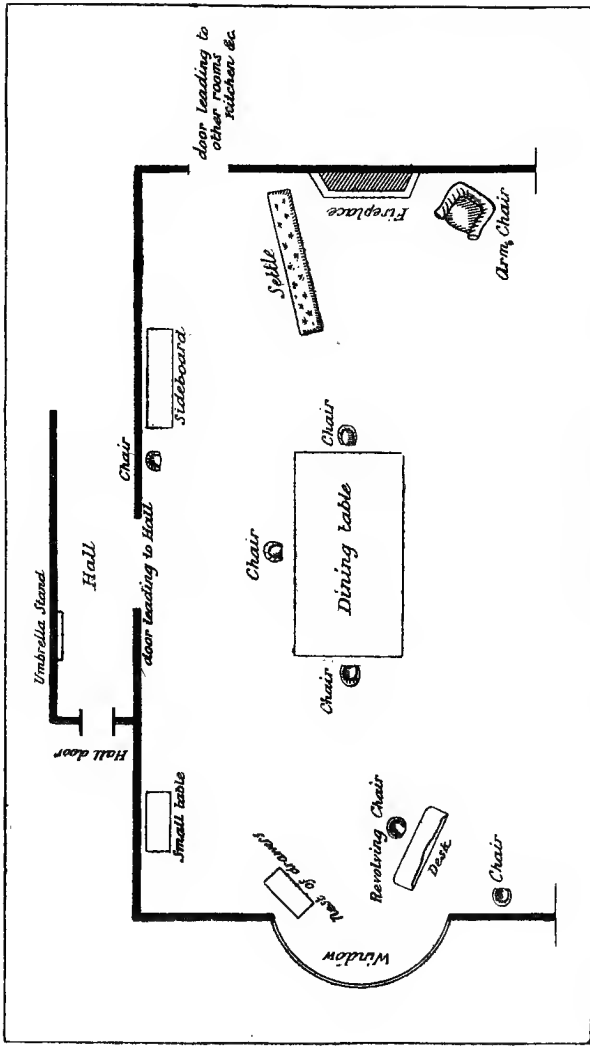 door leading to
other rooms
Kitchen &c.
Umbrella Stand
Hall
Hall door
door leading to Hall
Chair
Sideboard
Small table
Settle
Fireplace
Arm Chair
Chair
Chair
Dining table
Chair
Nest of drawers
Window
Revolving Chair
Desk
Chair